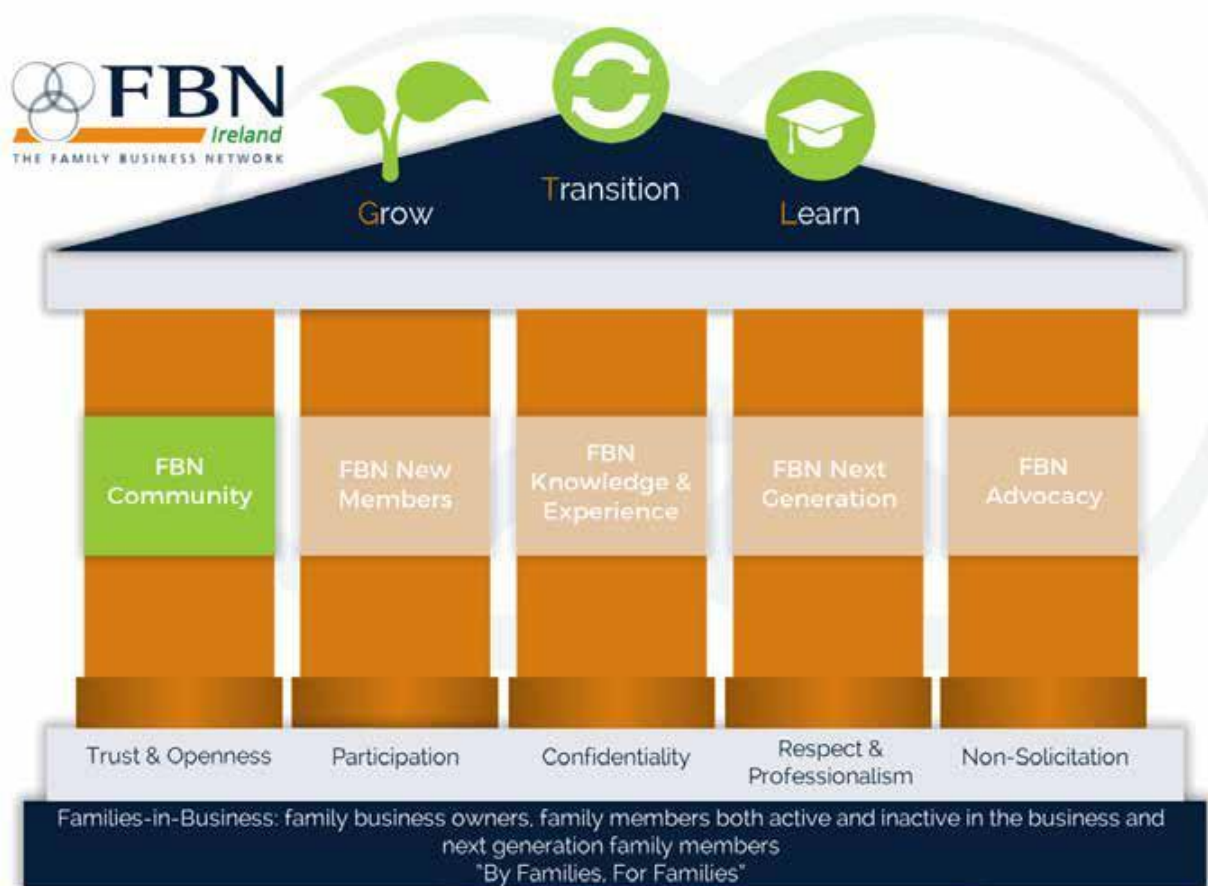 FBN
Ireland
THE FAMILY BUSINESS NETWORK
Grow
Transition
Learn
FBN
Community
FBN New
Members
FBN
Knowledge &
Experience
FBN Next
Generation
FBN
Advocacy
Trust & Openness
Participation
Confidentiality
Respect &
Professionalism
Non-Solicitation
Families-in-Business: family business owners, family members both active and inactive in the business and
next generation family members
"By Families, For Families"